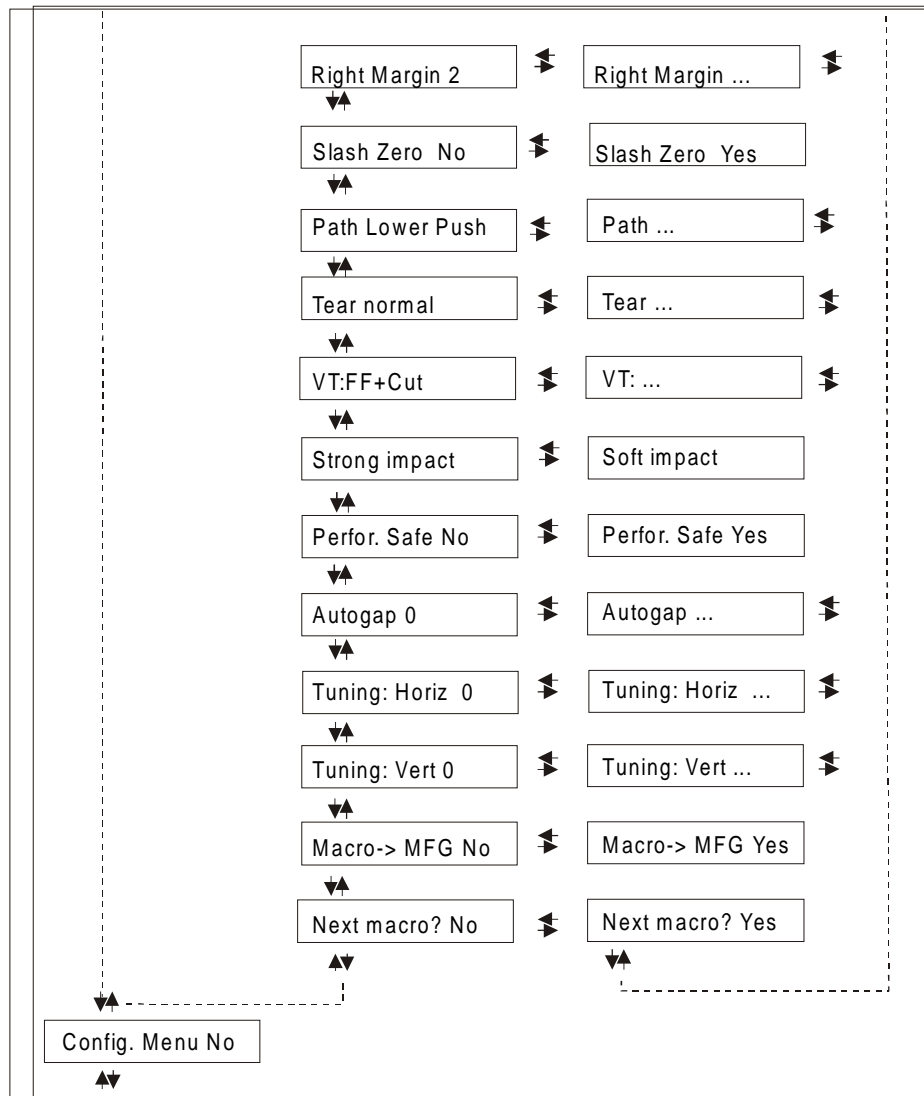 Right Margin 2
Right Margin ...
Slash Zero No
Slash Zero Yes
Path Lower Push
Path ...
Tear normal
Tear ...
VT:FF+Cut
VT: ...
Strong impact
Soft impact
Perfor. Safe No
Perfor. Safe Yes
Autogap 0
Autogap ...
Tuning: Horiz 0
Tuning: Horiz ...
Tuning: Vert 0
Tuning: Vert ...
Macro-> MFG No
Macro-> MFG Yes
Next macro? No
Next macro? Yes
Config. Menu No